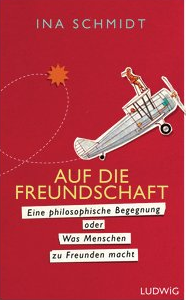 INA SCHMIDT
AUF DIE
FREUNDSCHAFT
Eine philosophische Begegnung
oder
Was Menschen
zu Freunden macht
LUDWiG